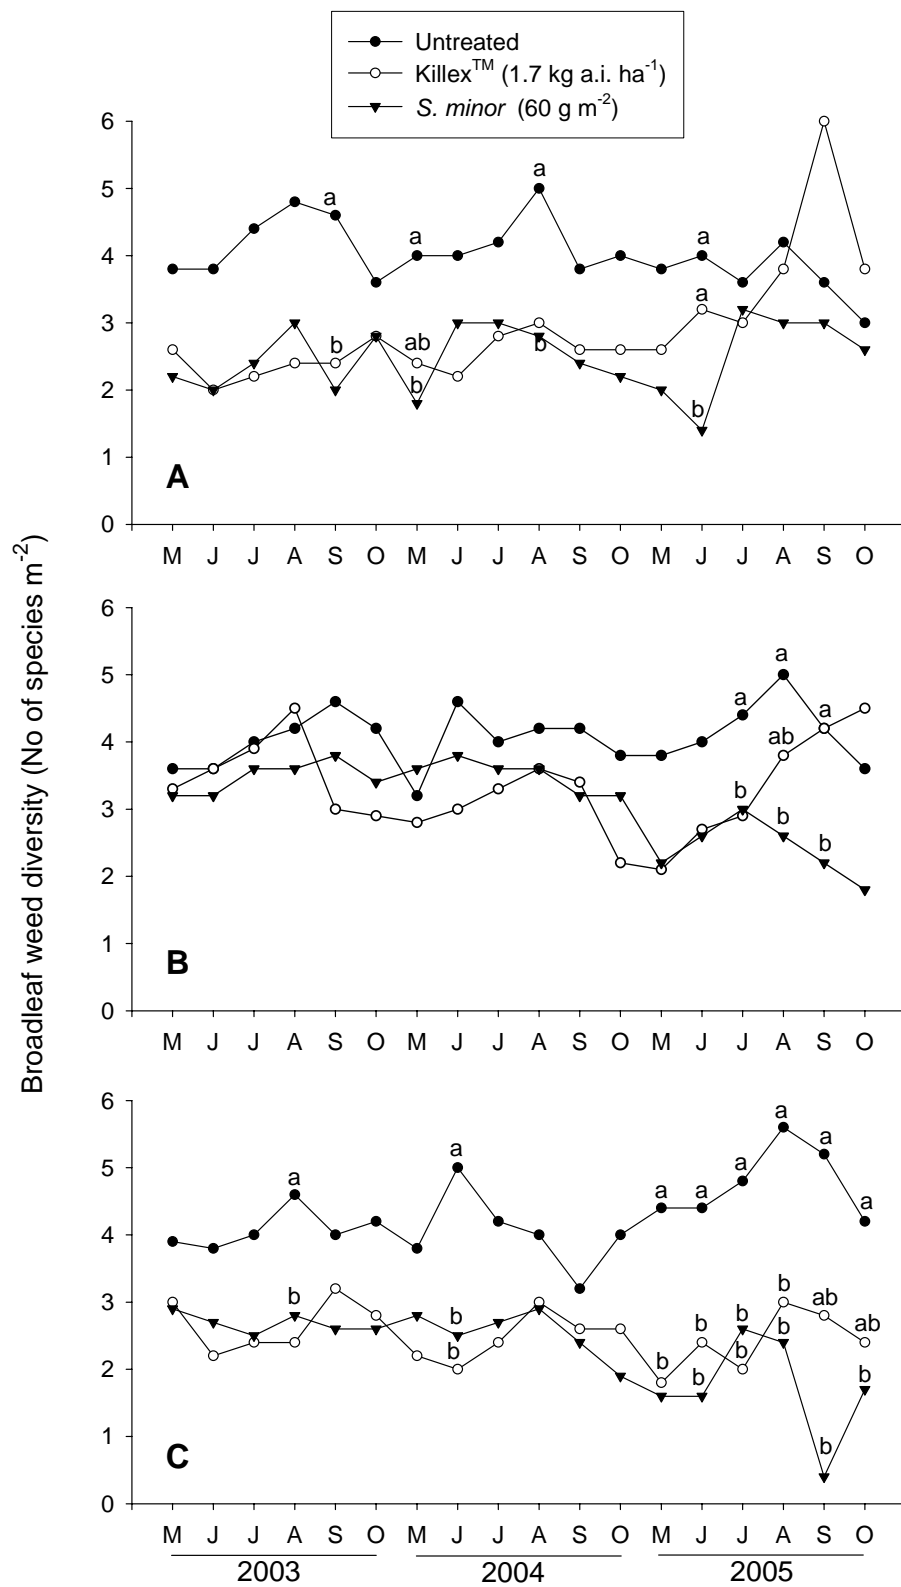 Untreated
Killex™ (1.7 kg a.i. ha⁻¹)
S. minor (60 g m⁻²)
Broadleaf weed diversity (No of species m⁻²)
6
5
4
3
2
1
0
a
a
a
a
a
b
ab
b
b
b
A
M J J A S O M J J A S O M J J A S O
6
5
4
3
2
1
0
a
a
a
ab
b
b
b
B
M J J A S O M J J A S O M J J A S O
6
5
4
3
2
1
0
a
a
a
a
a
a
a
a
b
b
b
b
b
b
b
b
b
b
ab
ab
b
b
C
M J J A S O M J J A S O M J J A S O
2003 2004 2005